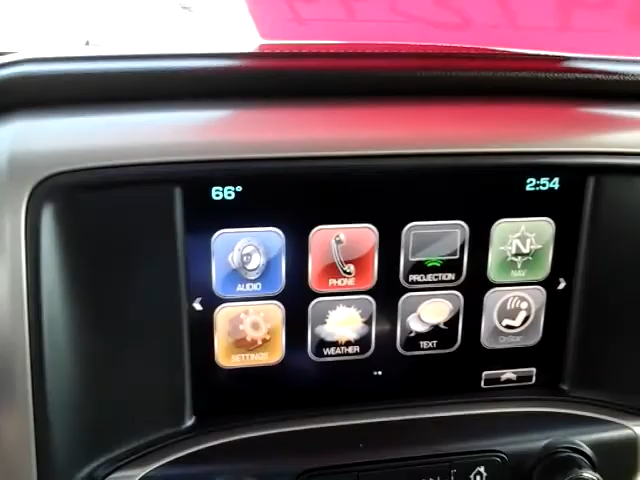 66° 2:54
AUDIO PHONE PROJECTION N NAV
SETTINGS WEATHER TEXT OnStar